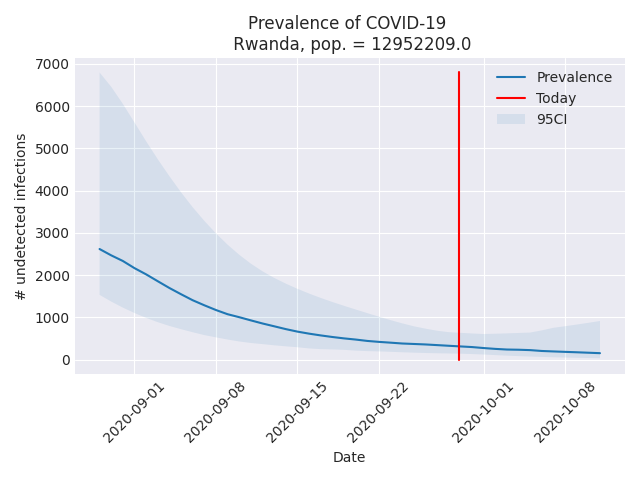 Prevalence of COVID-19
Rwanda, pop. = 12952209.0
7000
6000
5000
4000
3000
2000
1000
0
# undetected infections
Prevalence
Today
95CI
2020-09-01
2020-09-08
2020-09-15
2020-09-22
2020-10-01
2020-10-08
Date